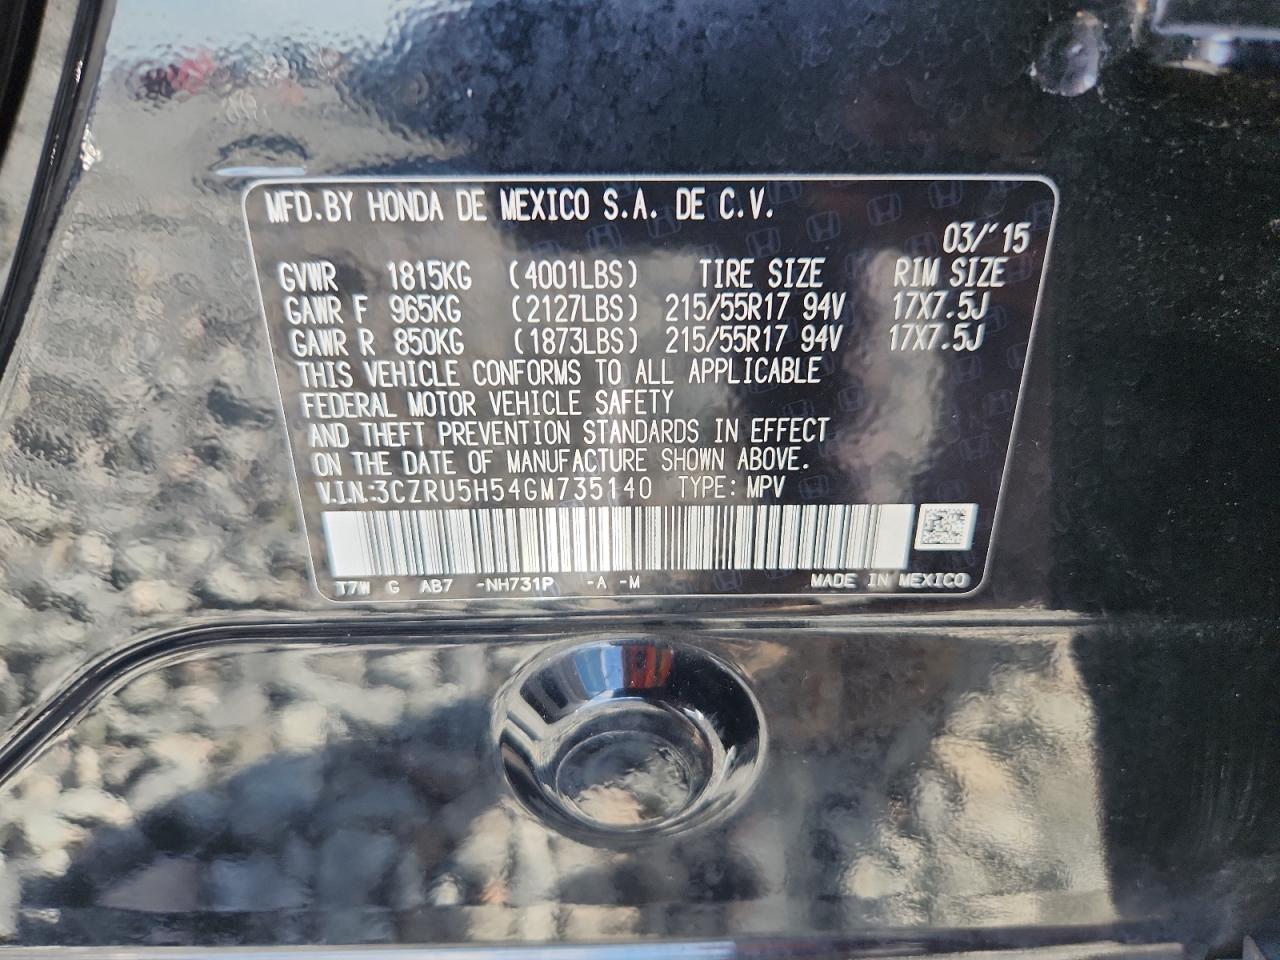 MFD.BY HONDA DE MEXICO S.A. DE C.V.
03/'15
GVWR 1815KG (4001LBS) TIRE SIZE RIM SIZE
GAWR F 965KG (2127LBS) 215/55R17 94V 17X7.5J
GAWR R 850KG (1873LBS) 215/55R17 94V 17X7.5J
THIS VEHICLE CONFORMS TO ALL APPLICABLE
FEDERAL MOTOR VEHICLE SAFETY
AND THEFT PREVENTION STANDARDS IN EFFECT
ON THE DATE OF MANUFACTURE SHOWN ABOVE.
V.I.N.:3CZRU5H54GM735140 TYPE: MPV
T7W G AB7 -NH731P -A -M MADE IN MEXICO